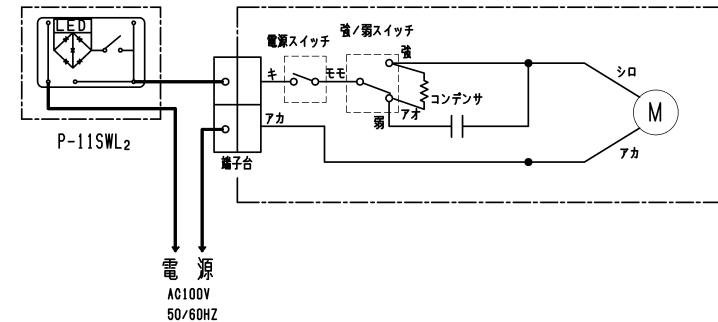 LED
P-11SWL₂
端子台
電源スイッチ
強/弱スイッチ
キ
モモ
強
弱
アオ
コンデンサ
シロ
M
アカ
アカ
電 源
AC100V
50/60HZ